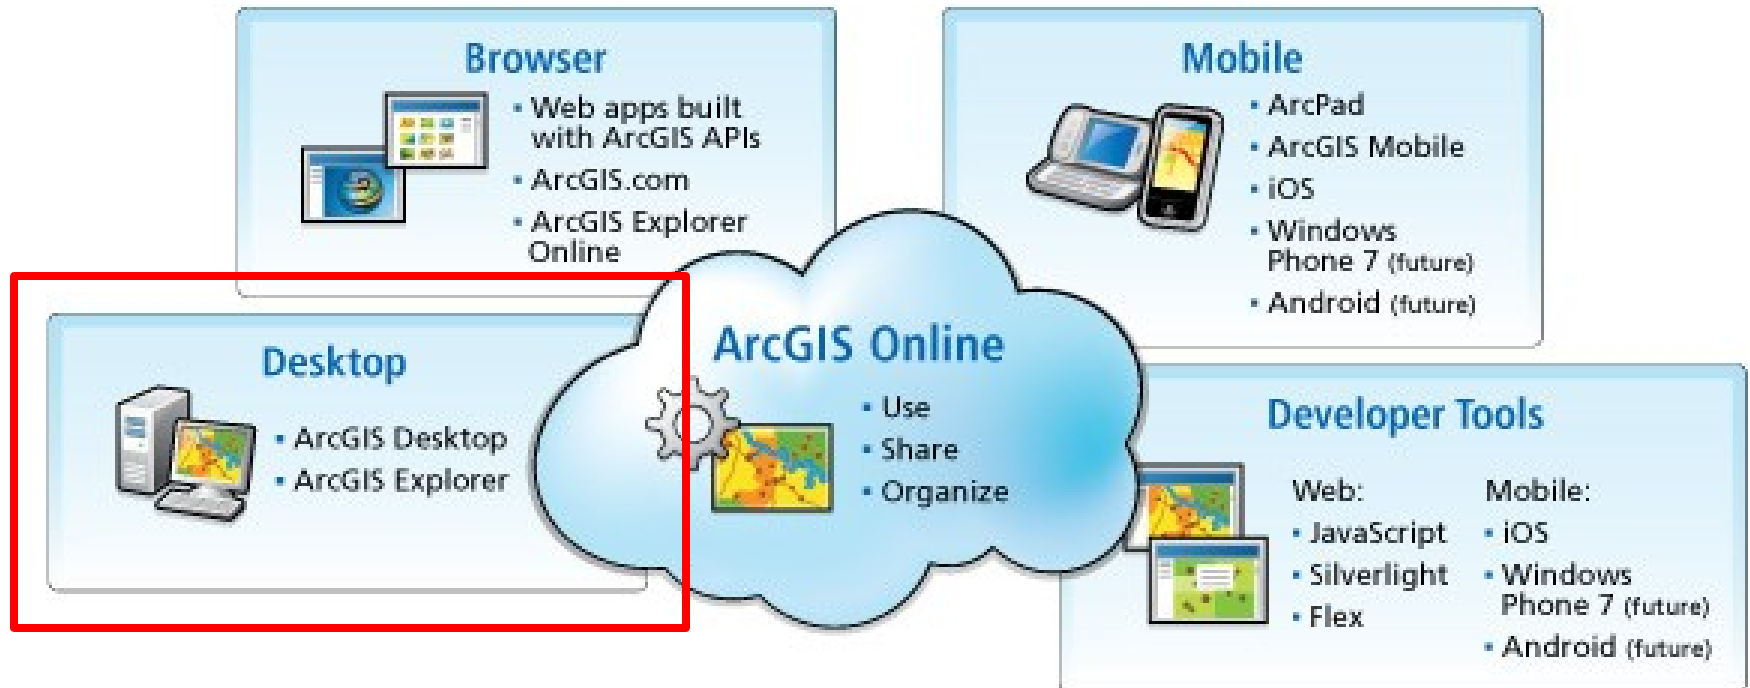 Browser
• Web apps built
with ArcGIS APIs
• ArcGIS.com
• ArcGIS Explorer
Online
Mobile
• ArcPad
• ArcGIS Mobile
• iOS
• Windows
Phone 7 (future)
• Android (future)
Desktop
• ArcGIS Desktop
• ArcGIS Explorer
ArcGIS Online
• Use
• Share
• Organize
Developer Tools
Web:
• JavaScript
• Silverlight
• Flex
Mobile:
• iOS
• Windows
Phone 7 (future)
• Android (future)